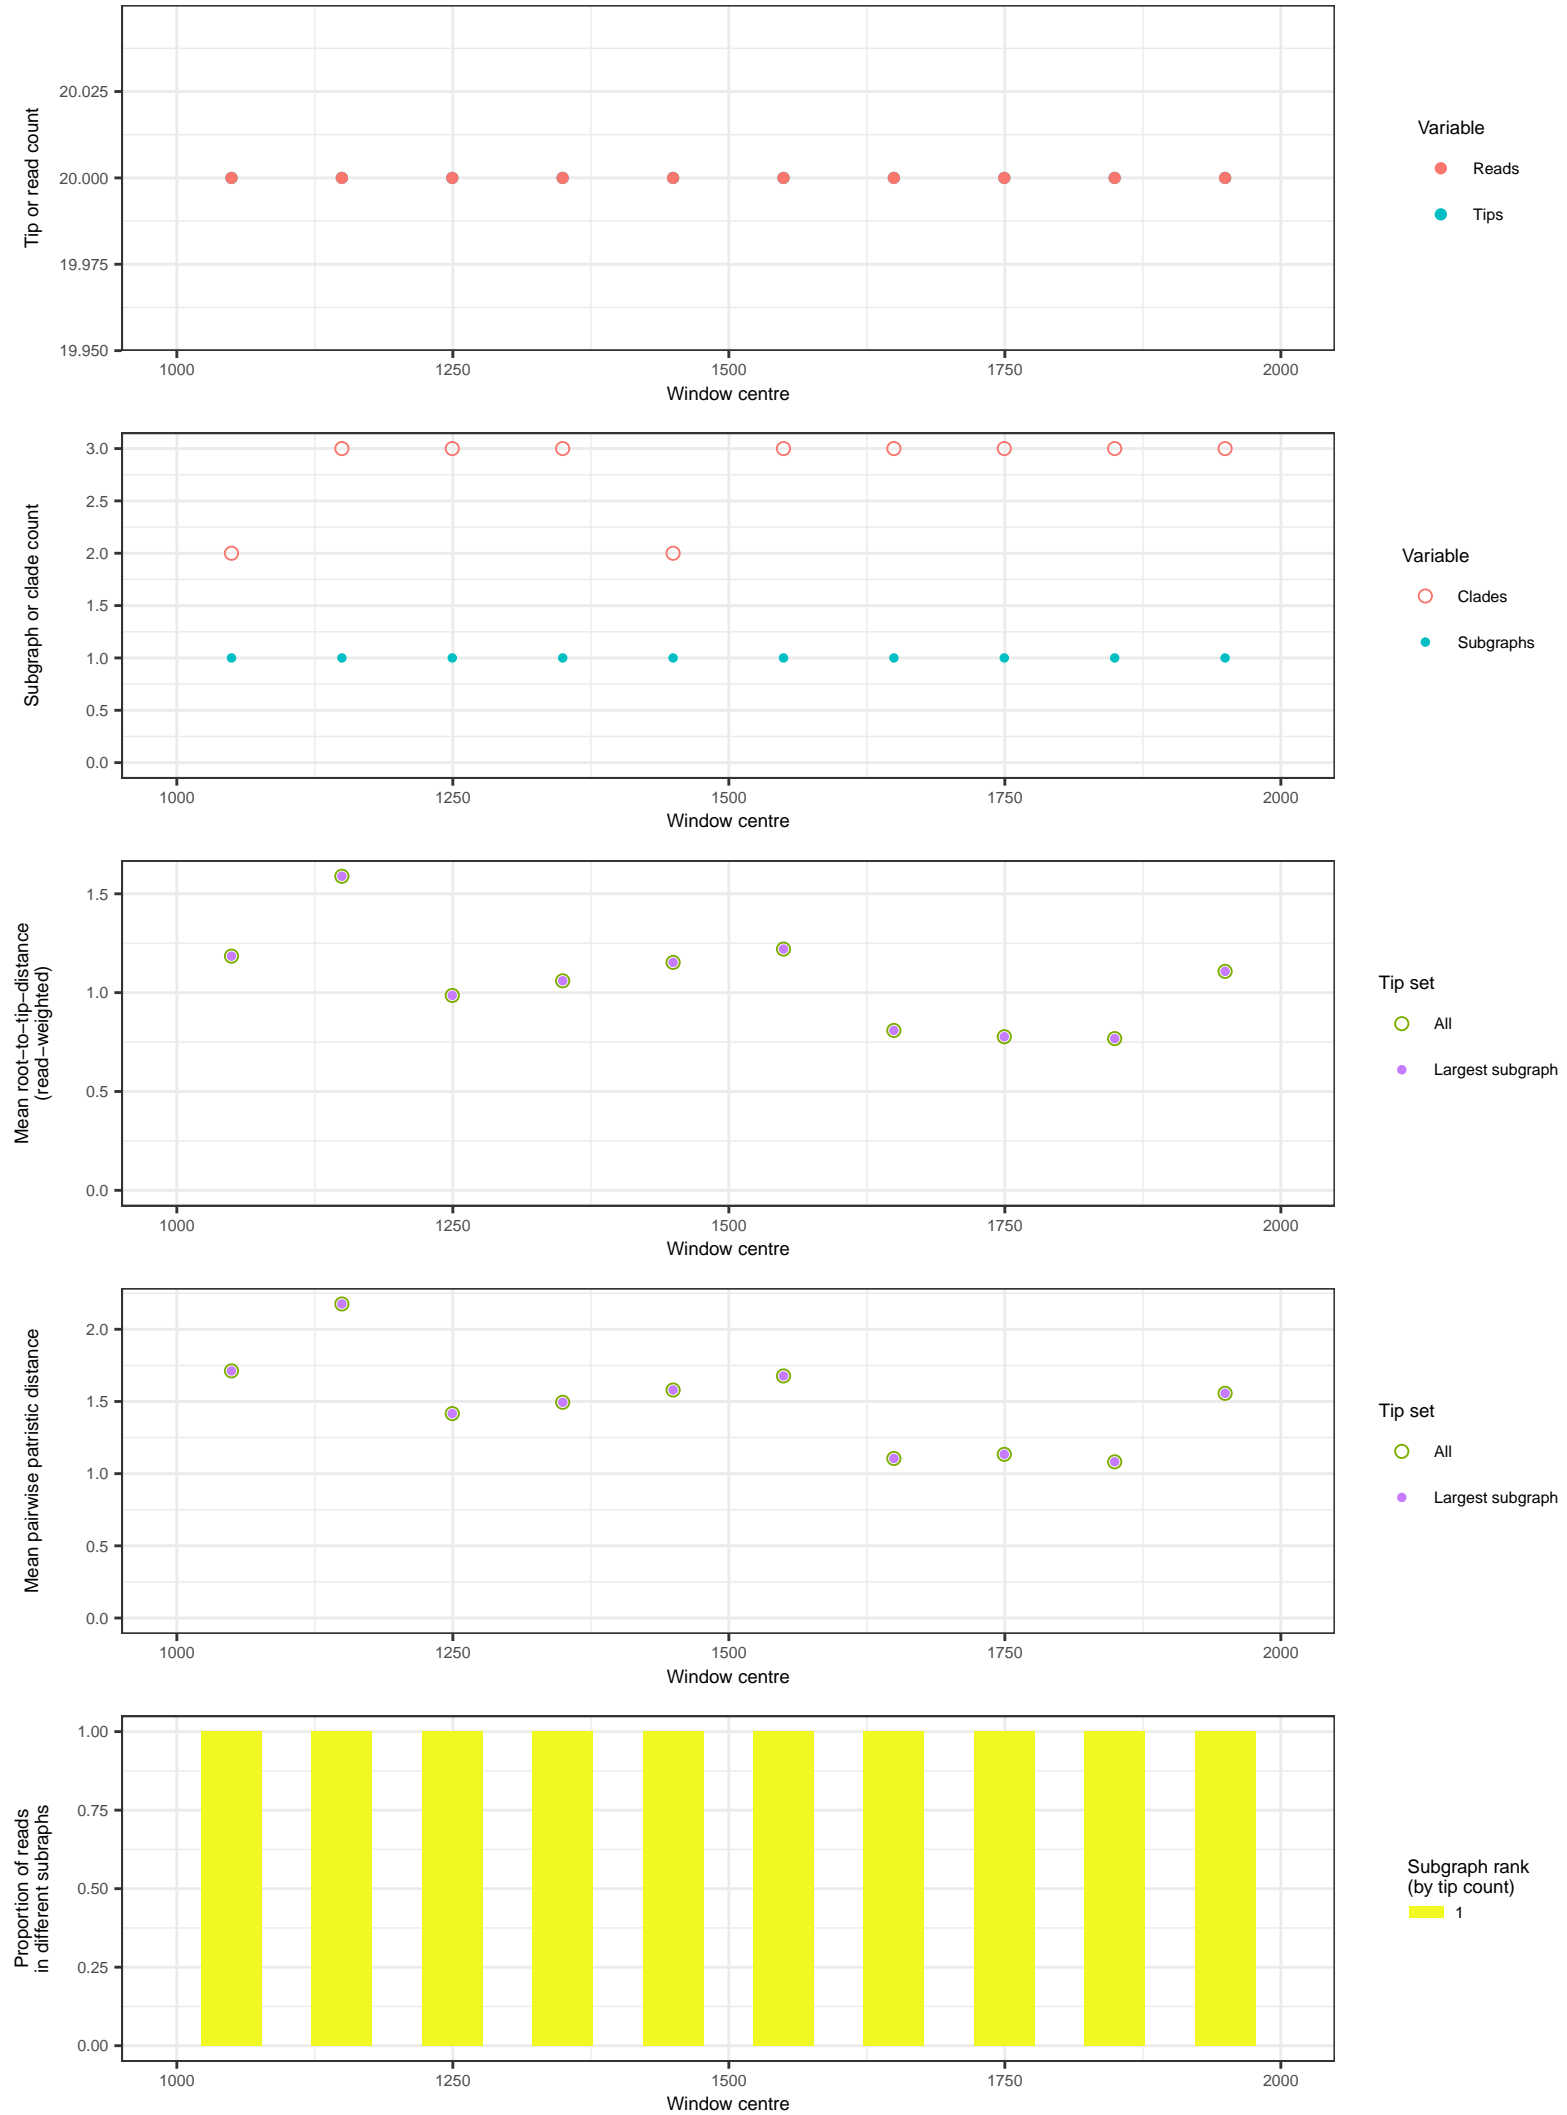 Tip or read count
20.025
20.000
19.975
19.950
1000 1250 1500 1750 2000
Window centre
Variable
Reads
Tips
Subgraph or clade count
3.0
2.5
2.0
1.5
1.0
0.5
0.0
1000 1250 1500 1750 2000
Window centre
Variable
Clades
Subgraphs
Mean root−to−tip−distance
(read−weighted)
1.5
1.0
0.5
0.0
1000 1250 1500 1750 2000
Window centre
Tip set
All
Largest subgraph
Mean pairwise patristic distance
2.0
1.5
1.0
0.5
0.0
1000 1250 1500 1750 2000
Window centre
Tip set
All
Largest subgraph
Proportion of reads
in different subraphs
1.00
0.75
0.50
0.25
0.00
1000 1250 1500 1750 2000
Window centre
Subgraph rank
(by tip count)
1